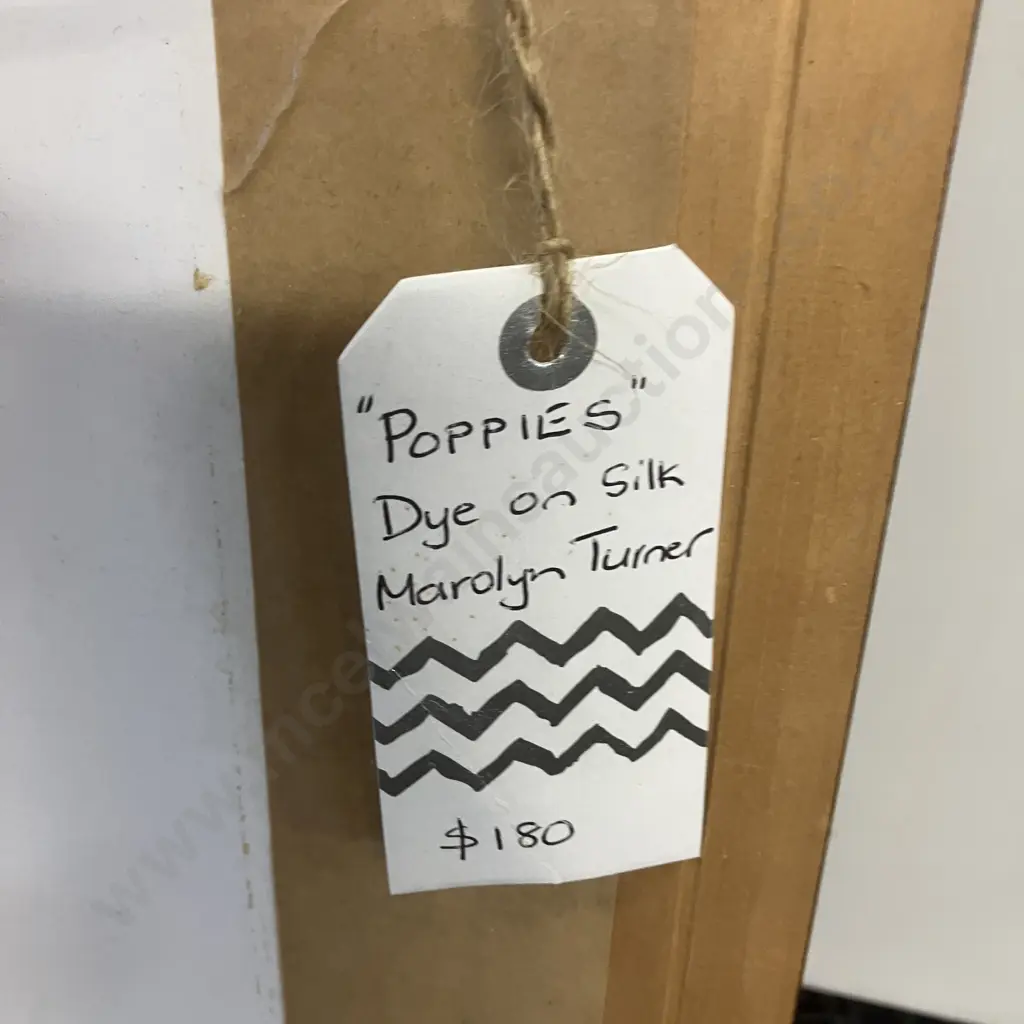 "POPPIES"
Dye on Silk
Marolyn Turner
$180